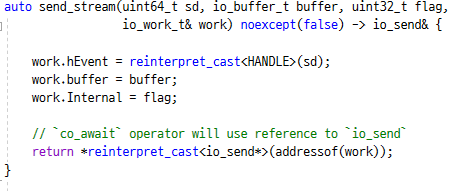 auto send_stream(uint64_t sd, io_buffer_t buffer, uint32_t flag,
io_work_t& work) noexcept(false) -> io_send& {
work.hEvent = reinterpret_cast<HANDLE>(sd);
work.buffer = buffer;
work.Internal = flag;
// `co_await` operator will use reference to `io_send`
return *reinterpret_cast<io_send*>(addressof(work));
}